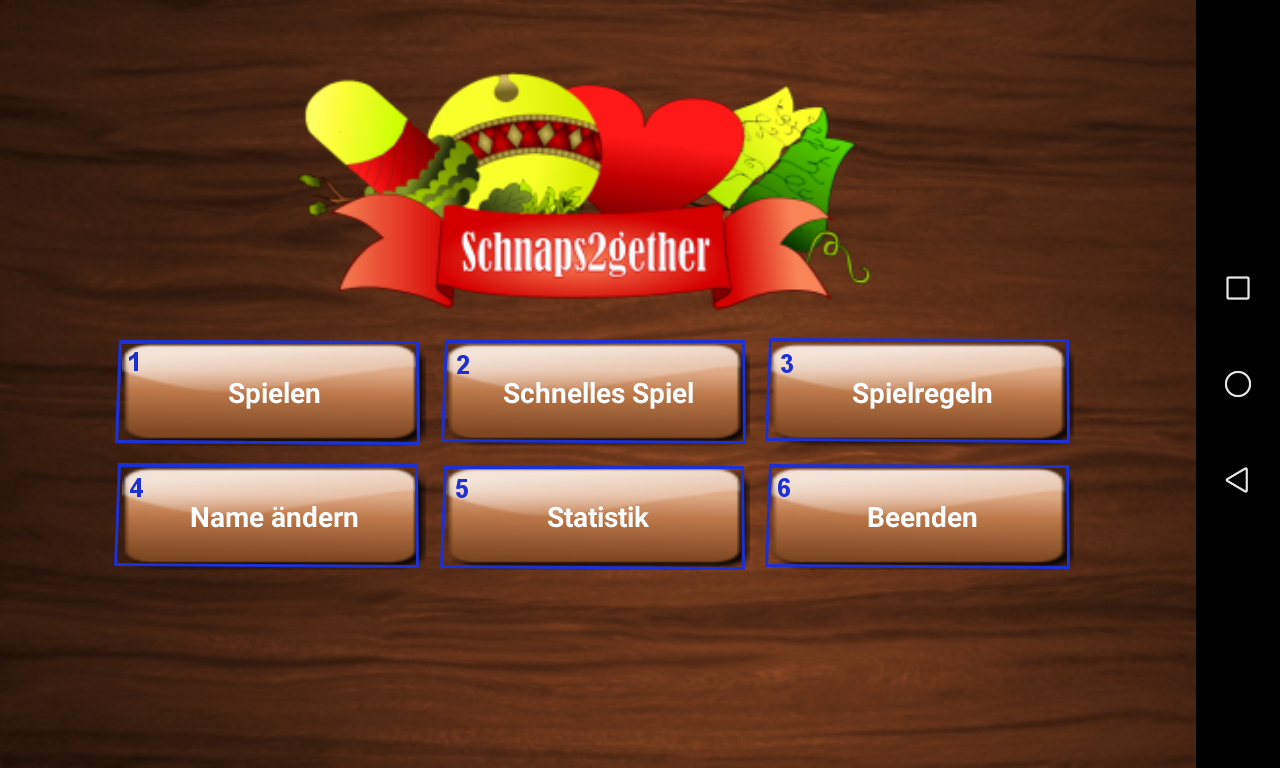 Schnaps2gether
1
Spielen
2
Schnelles Spiel
3
Spielregeln
4
Name ändern
5
Statistik
6
Beenden